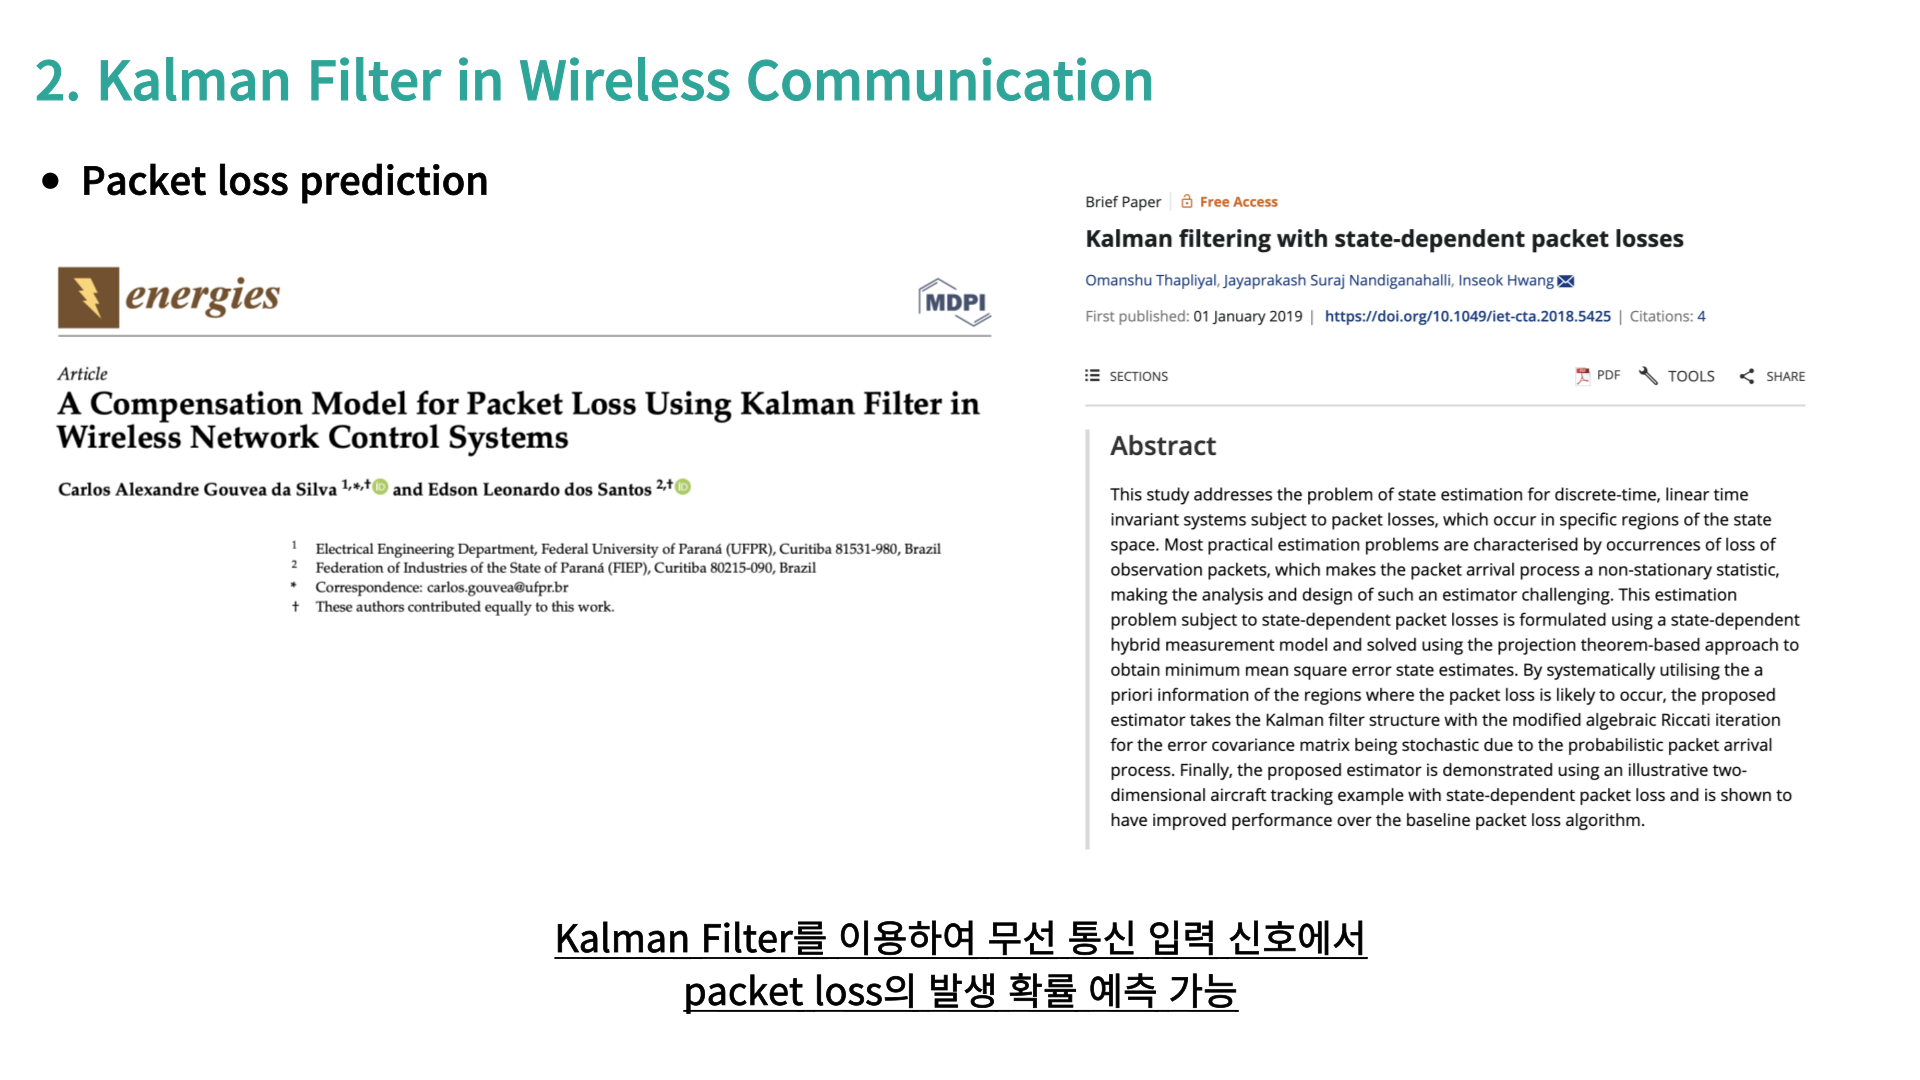 2. Kalman Filter in Wireless Communication
• Packet loss prediction
energies
MDPI
Article
A Compensation Model for Packet Loss Using Kalman Filter in
Wireless Network Control Systems
Carlos Alexandre Gouvea da Silva 1,*,† iD and Edson Leonardo dos Santos 2,† iD
1 Electrical Engineering Department, Federal University of Paraná (UFPR), Curitiba 81531-980, Brazil
2 Federation of Industries of the State of Paraná (FIEP), Curitiba 80215-090, Brazil
* Correspondence: carlos.gouvea@ufpr.br
† These authors contributed equally to this work.
Brief Paper | Free Access
Kalman filtering with state-dependent packet losses
Omanshu Thapliyal, Jayaprakash Suraj Nandiganahalli, Inseok Hwang
First published: 01 January 2019 | https://doi.org/10.1049/iet-cta.2018.5425 | Citations: 4
SECTIONS PDF TOOLS SHARE
Abstract
This study addresses the problem of state estimation for discrete-time, linear time
invariant systems subject to packet losses, which occur in specific regions of the state
space. Most practical estimation problems are characterised by occurrences of loss of
observation packets, which makes the packet arrival process a non-stationary statistic,
making the analysis and design of such an estimator challenging. This estimation
problem subject to state-dependent packet losses is formulated using a state-dependent
hybrid measurement model and solved using the projection theorem-based approach to
obtain minimum mean square error state estimates. By systematically utilising the a
priori information of the regions where the packet loss is likely to occur, the proposed
estimator takes the Kalman filter structure with the modified algebraic Riccati iteration
for the error covariance matrix being stochastic due to the probabilistic packet arrival
process. Finally, the proposed estimator is demonstrated using an illustrative two-
dimensional aircraft tracking example with state-dependent packet loss and is shown to
have improved performance over the baseline packet loss algorithm.
Kalman Filter를 이용하여 무선 통신 입력 신호에서
packet loss의 발생 확률 예측 가능